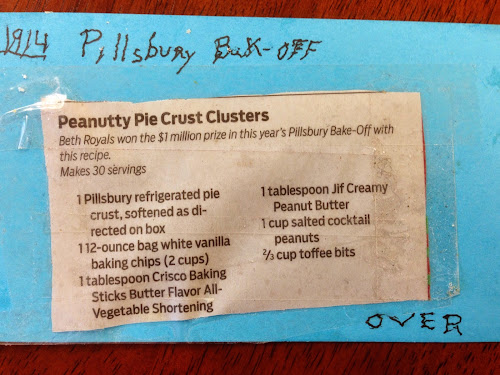 1914 Pillsbury Bak-OFF
Peanutty Pie Crust Clusters
Beth Royals won the $1 million prize in this year's Pillsbury Bake-Off with
this recipe.
Makes 30 servings
1 Pillsbury refrigerated pie
crust, softened as di-
rected on box
1 12-ounce bag white vanilla
baking chips (2 cups)
1 tablespoon Crisco Baking
Sticks Butter Flavor All-
Vegetable Shortening
1 tablespoon Jif Creamy
Peanut Butter
1 cup salted cocktail
peanuts
⅔ cup toffee bits
OVER